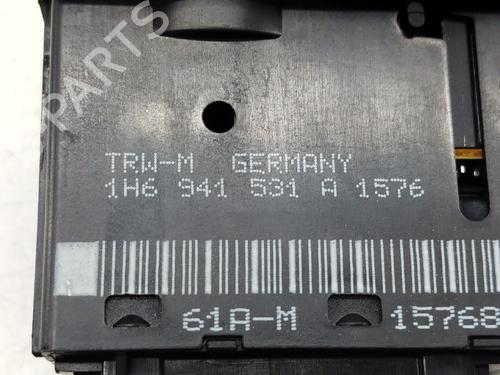 PARTS
TRW-M GERMANY
1H6 941 531 A 1576
61A-M 15768